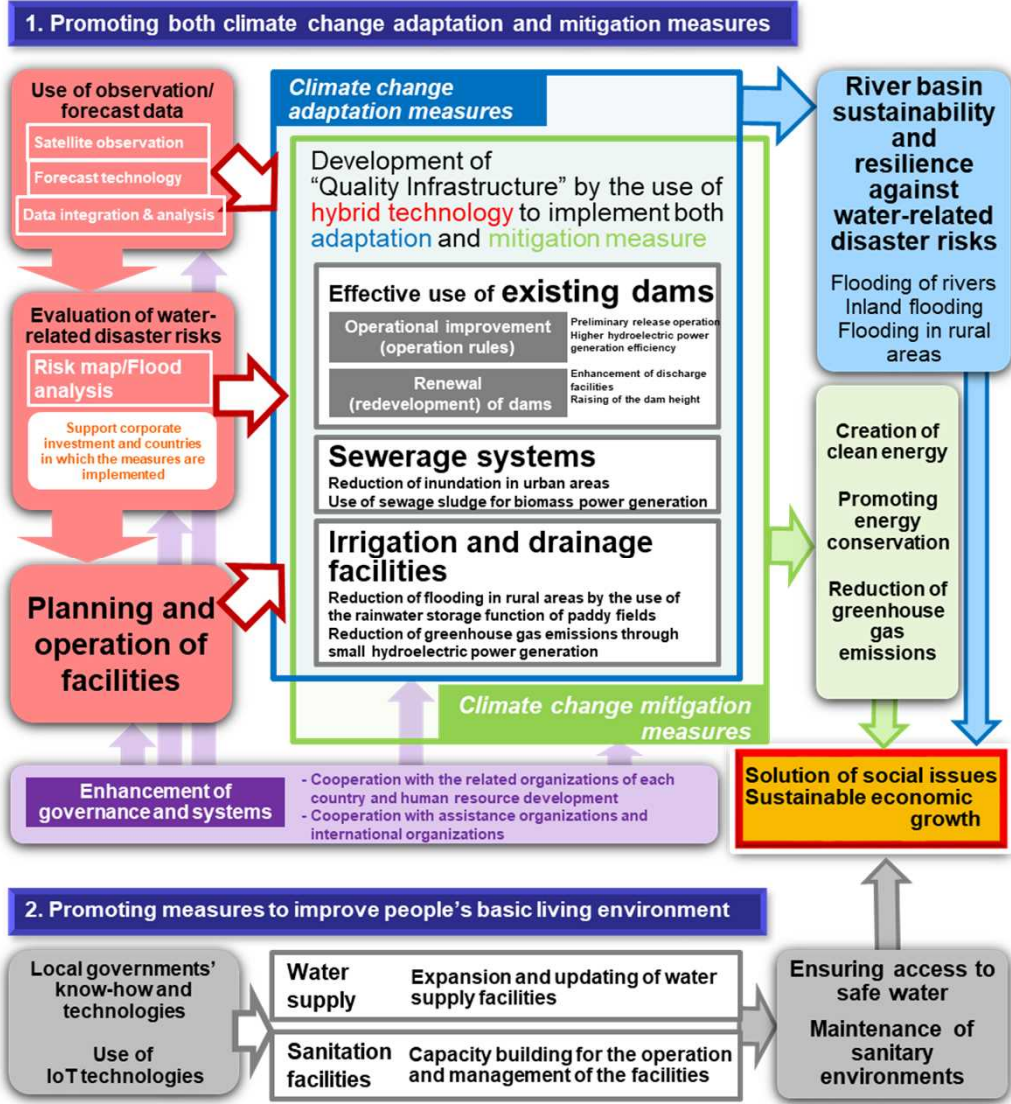 1. Promoting both climate change adaptation and mitigation measures
Use of observation/
forecast data
Satellite observation
Forecast technology
Data integration & analysis
Evaluation of water-
related disaster risks
Risk map/Flood
analysis
Support corporate
investment and countries
in which the measures are
implemented
Planning and
operation of
facilities
Climate change
adaptation measures
Development of
“Quality Infrastructure” by the use of
hybrid technology to implement both
adaptation and mitigation measure
Effective use of existing dams
Operational improvement
(operation rules)
Preliminary release operation
Higher hydroelectric power
generation efficiency
Renewal
(redevelopment) of dams
Enhancement of discharge
facilities
Raising of the dam height
Sewerage systems
Reduction of inundation in urban areas
Use of sewage sludge for biomass power generation
Irrigation and drainage
facilities
Reduction of flooding in rural areas by the use of
the rainwater storage function of paddy fields
Reduction of greenhouse gas emissions through
small hydroelectric power generation
Climate change mitigation
measures
River basin
sustainability
and
resilience
against
water-related
disaster risks
Flooding of rivers
Inland flooding
Flooding in rural
areas
Creation of
clean energy
Promoting
energy
conservation
Reduction of
greenhouse
gas
emissions
Enhancement of
governance and systems
- Cooperation with the related organizations of each
country and human resource development
- Cooperation with assistance organizations and
international organizations
Solution of social issues
Sustainable economic
growth
2. Promoting measures to improve people’s basic living environment
Local governments’
know-how and
technologies
Use of
IoT technologies
Water
supply
Expansion and updating of water
supply facilities
Sanitation
facilities
Capacity building for the operation
and management of the facilities
Ensuring access to
safe water
Maintenance of
sanitary
environments